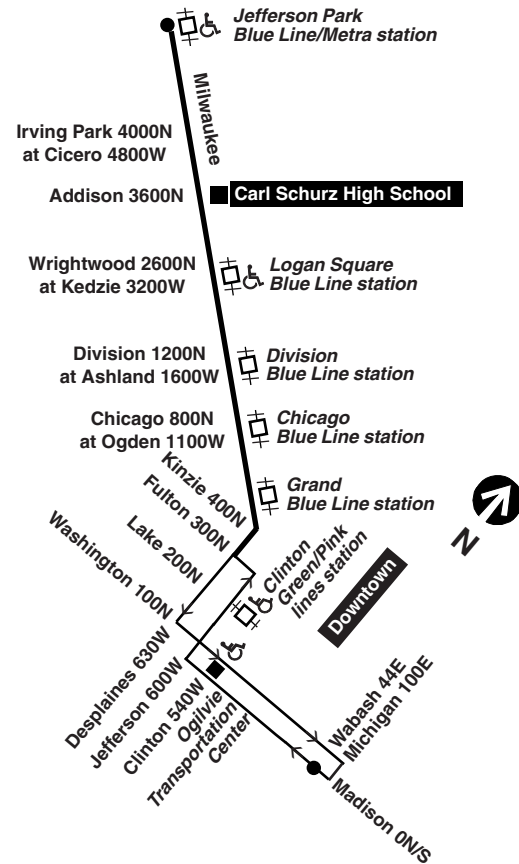 Jefferson Park
Blue Line/Metra station
Milwaukee
Irving Park 4000N
at Cicero 4800W
Addison 3600N
Carl Schurz High School
Wrightwood 2600N
at Kedzie 3200W
Logan Square
Blue Line station
Division 1200N
at Ashland 1600W
Division
Blue Line station
Chicago 800N
at Ogden 1100W
Chicago
Blue Line station
Grand
Blue Line station
Kinzie 400N
Fulton 300N
Lake 200N
Washington 100N
Clinton
Green/Pink
lines station
Downtown
N
Desplaines 630W
Jefferson 600W
Clinton 540W
Ogilvie
Transportation
Center
Wabash 44E
Michigan 100E
Madison 0N/S